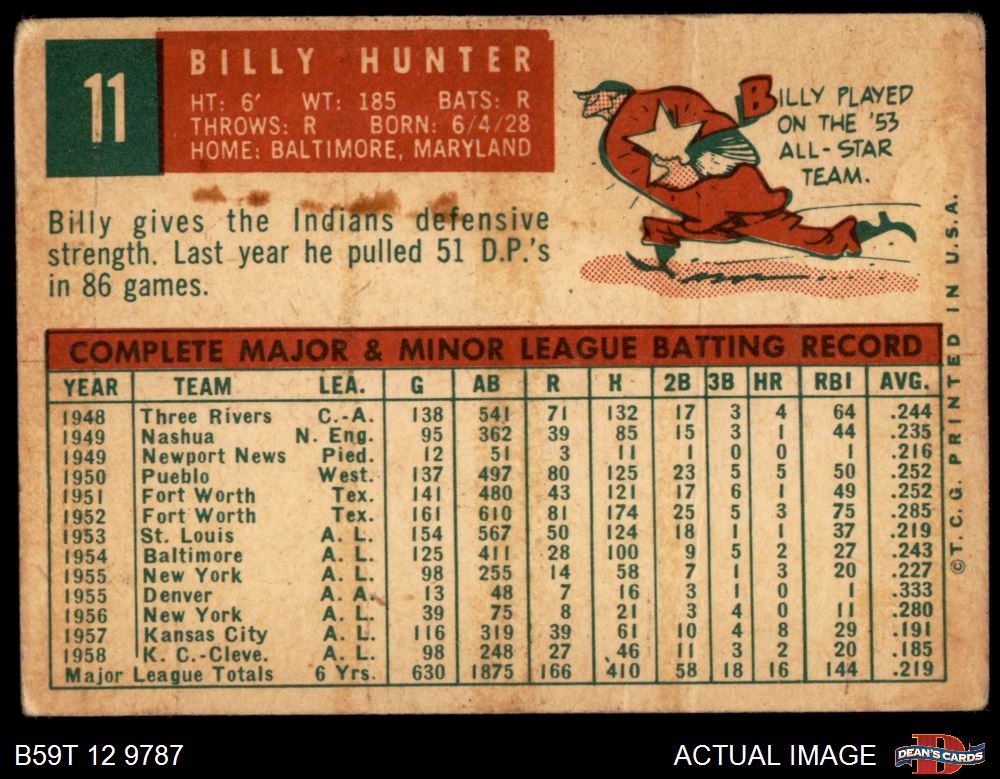 11
BILLY HUNTER
HT: 6' WT: 185 BATS: R
THROWS: R BORN: 6/4/28
HOME: BALTIMORE, MARYLAND
BILLY PLAYED
ON THE '53
ALL-STAR
TEAM.
Billy gives the Indians defensive
strength. Last year he pulled 51 D.P.'s
in 86 games.
COMPLETE MAJOR & MINOR LEAGUE BATTING RECORD
YEAR TEAM LEA. G AB R H 2B 3B HR RBI AVG.
1948 Three Rivers C.-A. 138 541 71 132 17 3 4 64 .244
1949 Nashua N. Eng. 95 362 39 85 15 3 1 44 .235
1949 Newport News Pied. 12 51 3 11 1 0 0 1 .216
1950 Pueblo West. 137 497 80 125 23 5 5 50 .252
1951 Fort Worth Tex. 141 480 43 121 17 6 1 49 .252
1952 Fort Worth Tex. 161 610 81 174 25 5 3 75 .285
1953 St. Louis A. L. 154 567 50 124 18 1 1 37 .219
1954 Baltimore A. L. 125 411 28 100 9 5 2 27 .243
1955 New York A. L. 98 255 14 58 7 1 3 20 .227
1955 Denver A. A. 13 48 7 16 3 1 0 1 .333
1956 New York A. L. 39 75 8 21 3 4 0 11 .280
1957 Kansas City A. L. 116 319 39 61 10 4 8 29 .191
1958 K. C.-Cleve. A. L. 98 248 27 46 11 3 2 20 .185
Major League Totals 6 Yrs. 630 1875 166 410 58 18 16 144 .219
©T. C. G. PRINTED IN U.S.A.
B59T 12 9787
ACTUAL IMAGE
D
DEAN'S CARDS